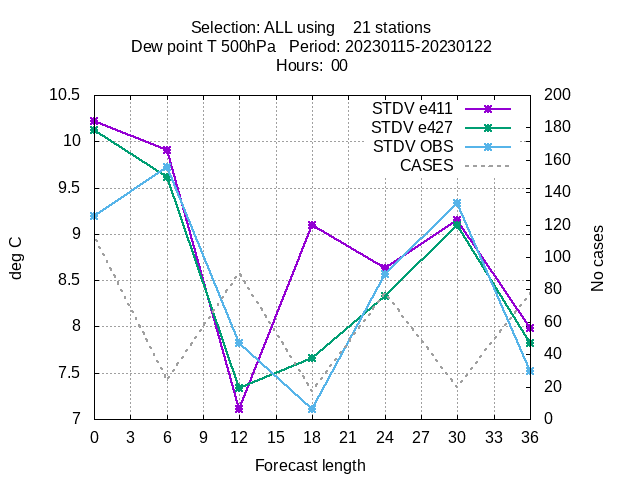 Selection: ALL using 21 stations
Dew point T 500hPa Period: 20230115-20230122
Hours: 00
10.5
10
9.5
9
8.5
8
7.5
7
200
180
160
140
120
100
80
60
40
20
0
STDV e411
STDV e427
STDV OBS
CASES
deg C
No cases
0 3 6 9 12 15 18 21 24 27 30 33 36
Forecast length